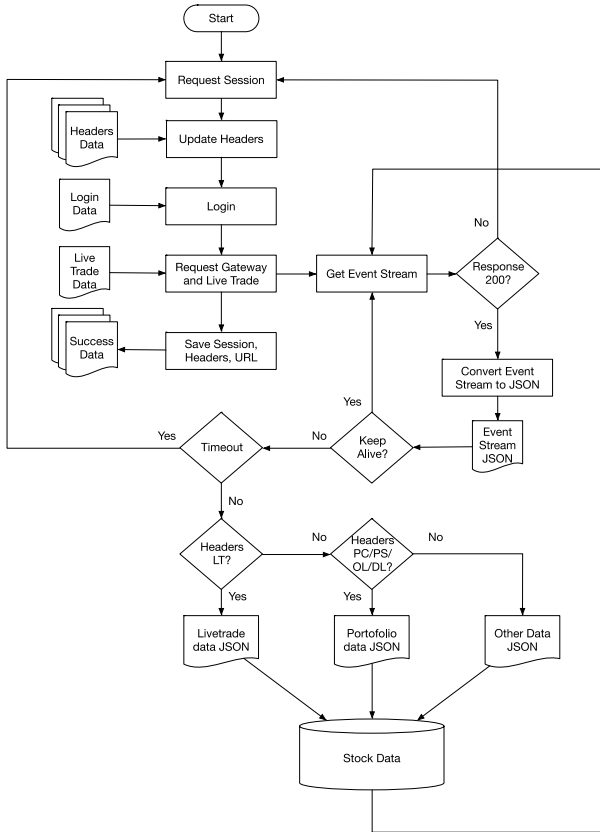 Start
Request Session
Headers
Data
Update Headers
Login
Data
Login
No
Live
Trade
Data
Request Gateway
and Live Trade
Get Event Stream
Response
200?
Yes
Success
Data
Save Session,
Headers, URL
Convert Event
Stream to JSON
Yes
Yes
Timeout
No
Keep
Alive?
Event
Stream
JSON
No
Headers
LT?
No
Headers
PC/PS/
OL/DL?
No
Yes
Yes
Livetrade
data JSON
Portofolio
data JSON
Other Data
JSON
Stock Data